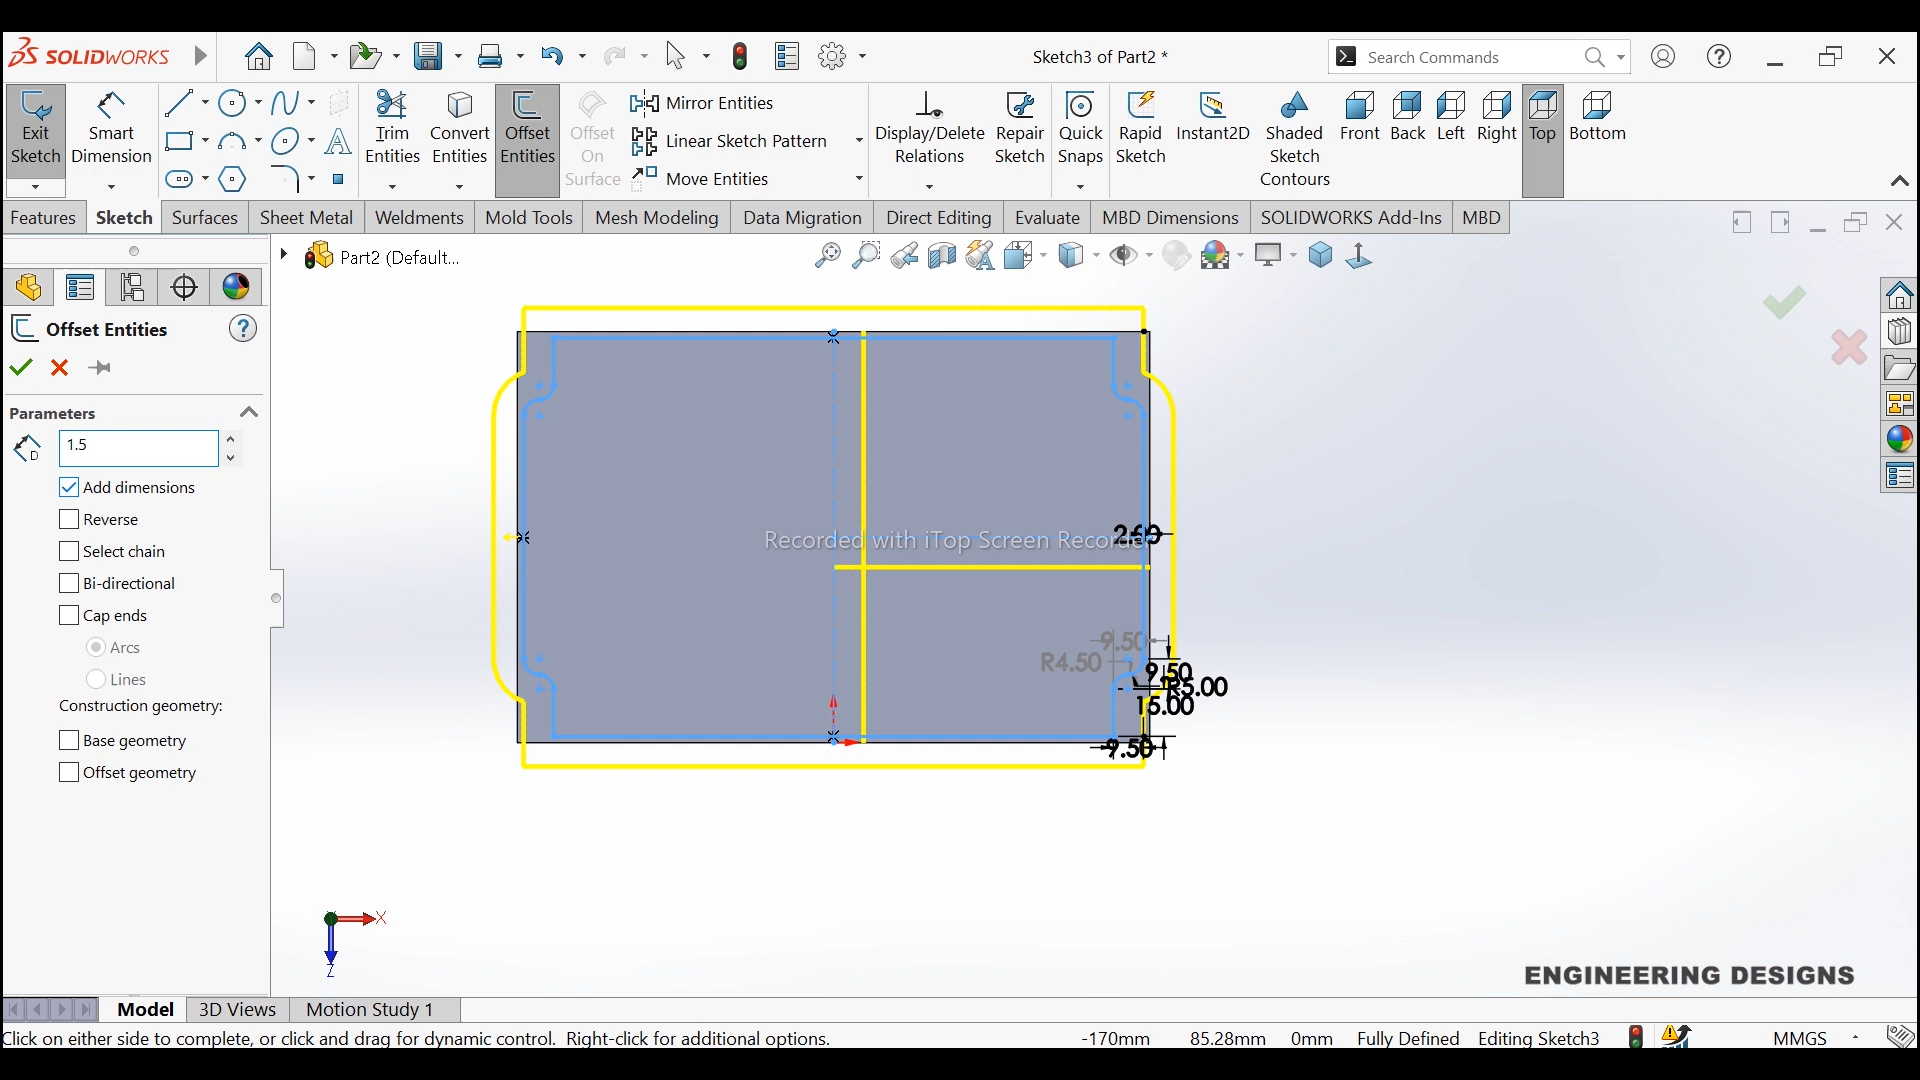 SOLIDWORKS
Sketch3 of Part2 *
Search Commands
Exit Sketch
Smart Dimension
Trim Entities
Convert Entities
Offset Entities
Offset On Surface
Mirror Entities
Linear Sketch Pattern
Move Entities
Display/Delete Relations
Repair Sketch
Quick Snaps
Rapid Sketch
Instant2D
Shaded Sketch Contours
Front
Back
Left
Right
Top
Bottom
Features
Sketch
Surfaces
Sheet Metal
Weldments
Mold Tools
Mesh Modeling
Data Migration
Direct Editing
Evaluate
MBD Dimensions
SOLIDWORKS Add-Ins
MBD
Part2 (Default...
Offset Entities
Parameters
1.5
Add dimensions
Reverse
Select chain
Bi-directional
Cap ends
Arcs
Lines
Construction geometry:
Base geometry
Offset geometry
Recorded with iTop Screen Recorder
9.50
R4.50
9.50
R5.00
15.00
9.50
X
Z
ENGINEERING DESIGNS
Model
3D Views
Motion Study 1
Click on either side to complete, or click and drag for dynamic control. Right-click for additional options.
-170mm
85.28mm
0mm
Fully Defined
Editing Sketch3
MMGS